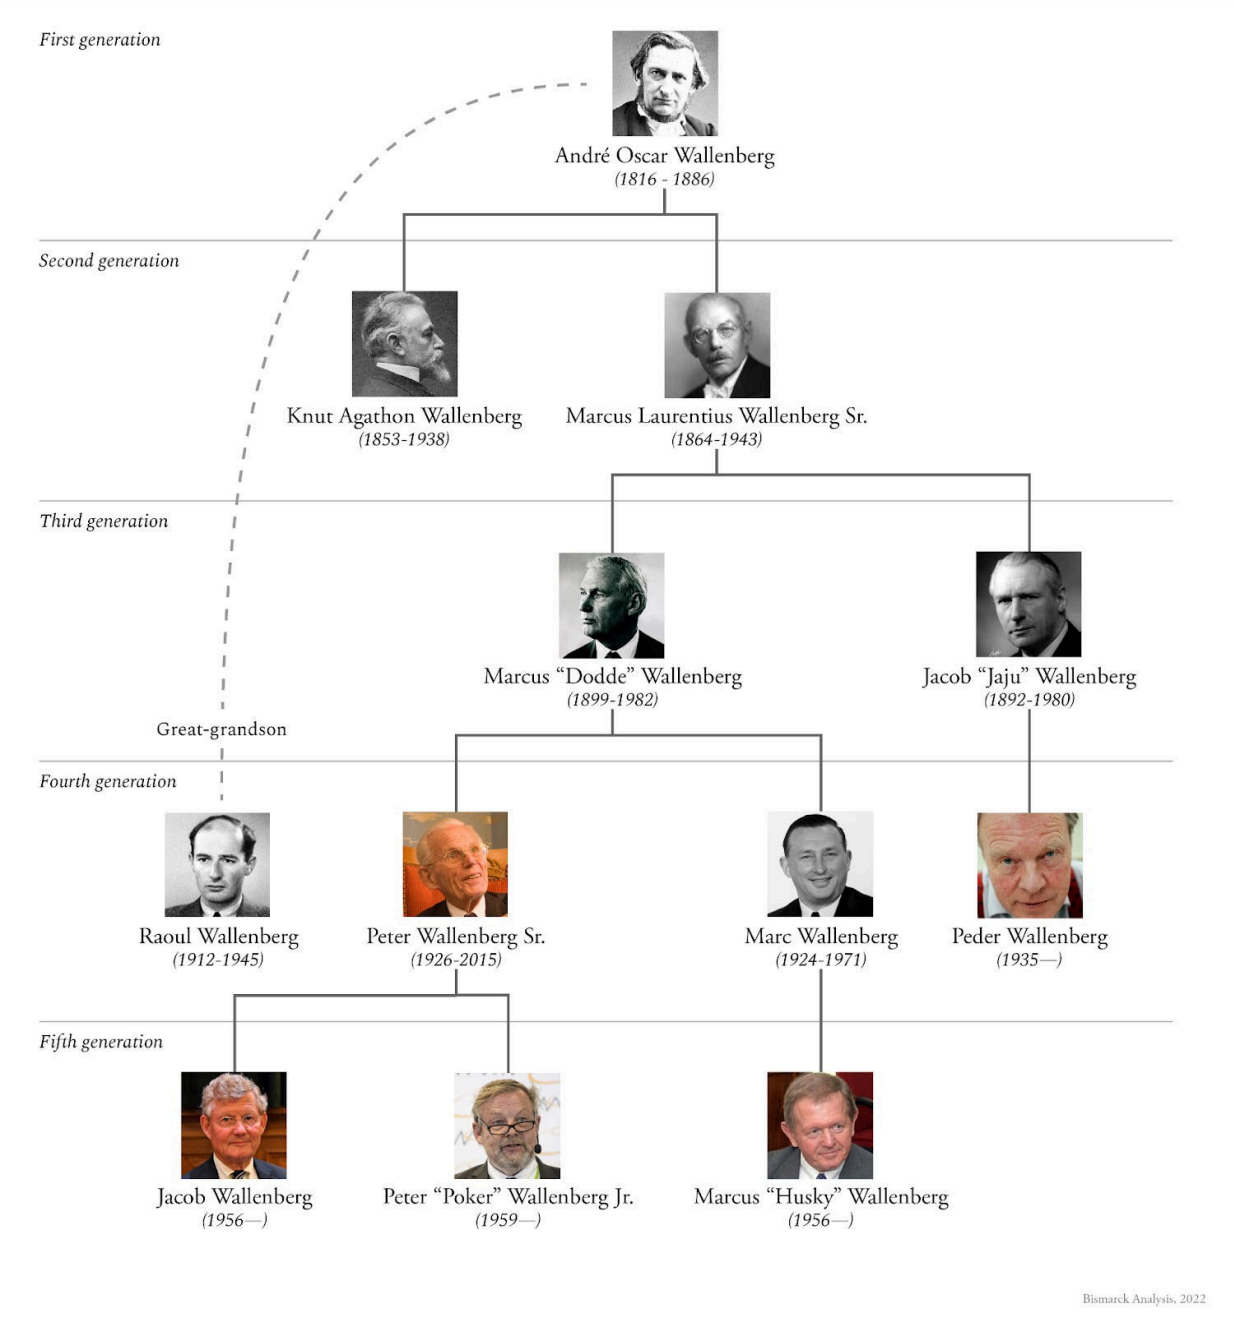 First generation
André Oscar Wallenberg
(1816 - 1886)
Second generation
Knut Agathon Wallenberg
(1853-1938)
Marcus Laurentius Wallenberg Sr.
(1864-1943)
Third generation
Marcus “Dodde” Wallenberg
(1899-1982)
Jacob “Jaju” Wallenberg
(1892-1980)
Great-grandson
Fourth generation
Raoul Wallenberg
(1912-1945)
Peter Wallenberg Sr.
(1926-2015)
Marc Wallenberg
(1924-1971)
Peder Wallenberg
(1935—)
Fifth generation
Jacob Wallenberg
(1956—)
Peter “Poker” Wallenberg Jr.
(1959—)
Marcus “Husky” Wallenberg
(1956—)
Bismarck Analysis, 2022